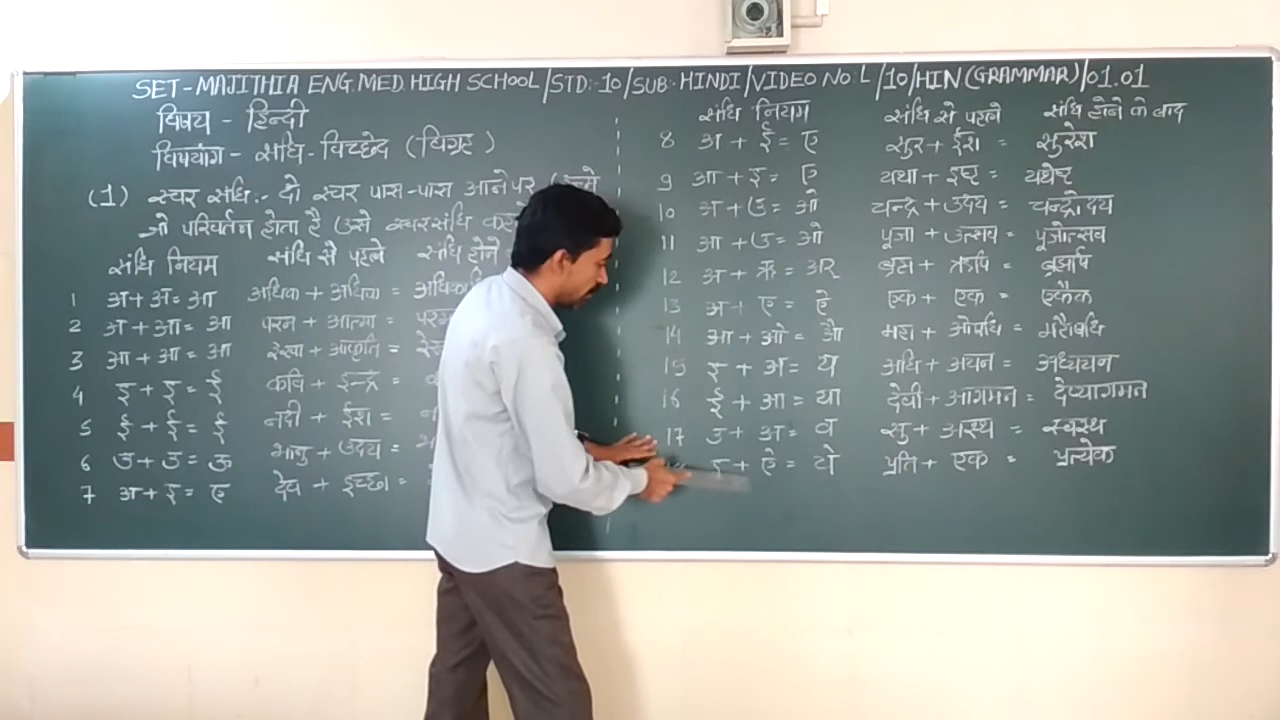 SET-MAJITHIA ENG. MED. HIGH SCHOOL/STD:-10/SUB:-HINDI/VIDEO NO:L/10/HIN(GRAMMAR)/01.01
विषय - हिन्दी
विषयांग - संधि-विच्छेद (विग्रह)
(1) स्वर संधि:- दो स्वर पास-पास आने पर
जो परिवर्तन होता है उसे स्वरसंधि
संधि नियम संधि से पहले संधि होने
1 अ+अ=आ अधिक + अधिक =
2 अ+आ=आ परम + आत्मा =
3 आ+आ=आ रेखा + आकृति =
4 इ+इ=ई कवि + इन्द्र =
5 ई+ई=ई नदी + ईश =
6 उ+उ=ऊ भानु + उदय =
7 अ+इ=ए देव + इच्छा =
संधि नियम संधि से पहले संधि होने के बाद
8 अ+ई=ए सुर + ईश = सुरेश
9 आ+इ=ए यथा + इष्ट = यथेष्ट
10 अ+उ=ओ चन्द्र + उदय = चन्द्रोदय
11 आ+उ=ओ पूजा + उत्सव = पूजोत्सव
12 अ+ऋ=अर् ब्रह्म + ऋषि = ब्रह्मर्षि
13 अ+ए=ऐ एक + एक = एकैक
14 आ+ओ=औ महा + ओषधि = महौषधि
15 इ+अ=य अधि + अयन = अध्ययन
16 ई+आ=या देवी + आगमन = देव्यागमन
17 उ+अ=व सु + अस्थ = स्वस्थ
इ+ए=ये प्रति + एक = प्रत्येक